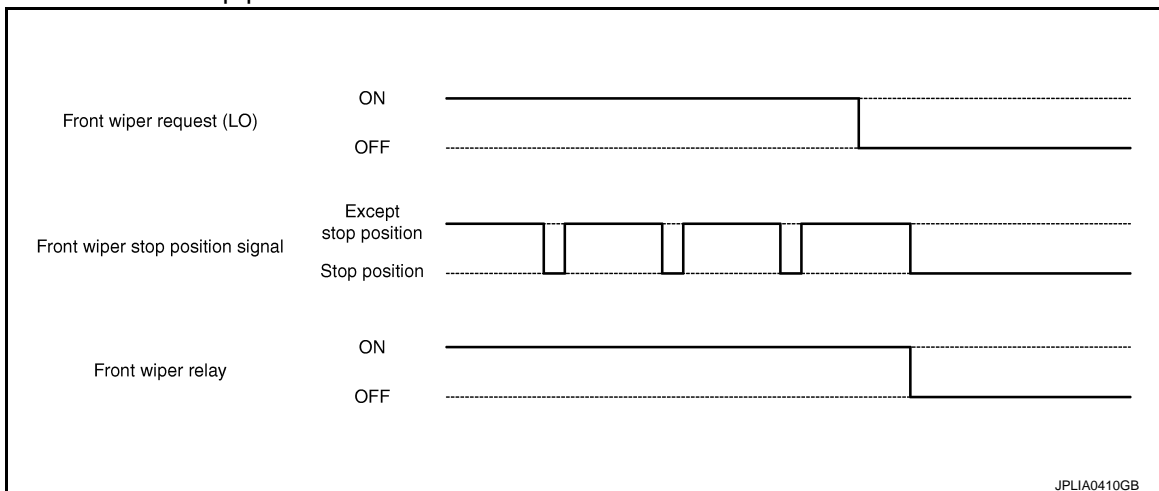 ON
Front wiper request (LO)
OFF
Except
stop position
Front wiper stop position signal
Stop position
ON
Front wiper relay
OFF
JPLIA0410GB